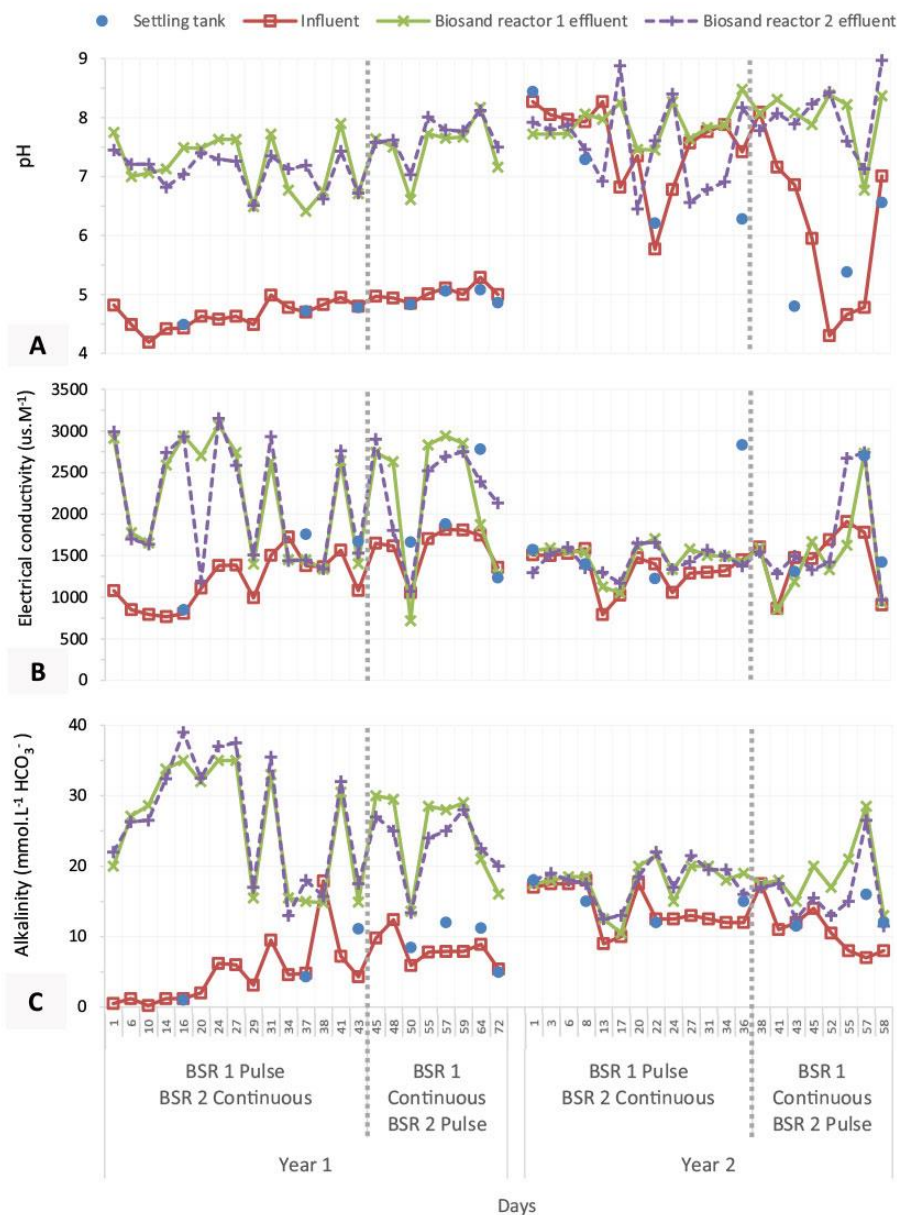 Settling tank Influent Biosand reactor 1 effluent Biosand reactor 2 effluent
9
8
7
6
5
4
pH
A
3500
3000
2500
2000
1500
1000
500
0
Electrical conductivity (us.M⁻¹)
B
40
30
20
10
0
Alkalinity (mmol.L⁻¹ HCO₃⁻)
C
1 6 10 14 16 20 24 27 29 31 34 37 38 41 43 45 48 50 55 57 59 64 72 1 3 6 8 13 17 20 22 24 27 31 34 36 38 41 43 45 52 55 57 58
BSR 1 Pulse
BSR 2 Continuous
BSR 1
Continuous
BSR 2 Pulse
BSR 1 Pulse
BSR 2 Continuous
BSR 1
Continuous
BSR 2 Pulse
Year 1 Year 2
Days